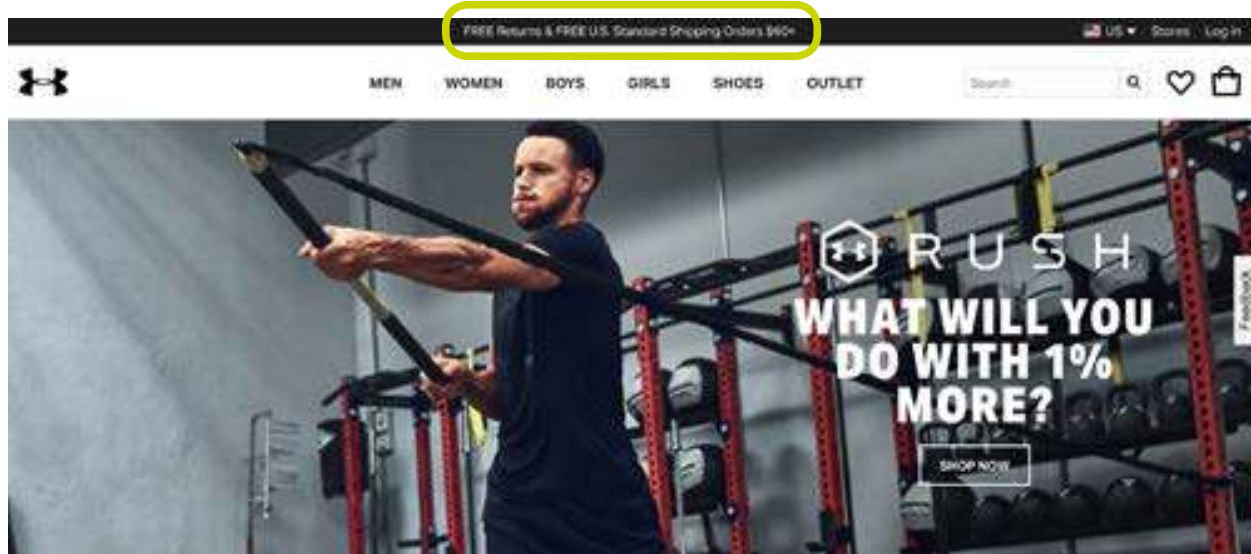 FREE Returns & FREE U.S. Standard Shipping Orders $60+
US
Stores
Log in
MEN
WOMEN
BOYS
GIRLS
SHOES
OUTLET
Search
RUSH
WHAT WILL YOU
DO WITH 1%
MORE?
SHOP NOW
Feedback